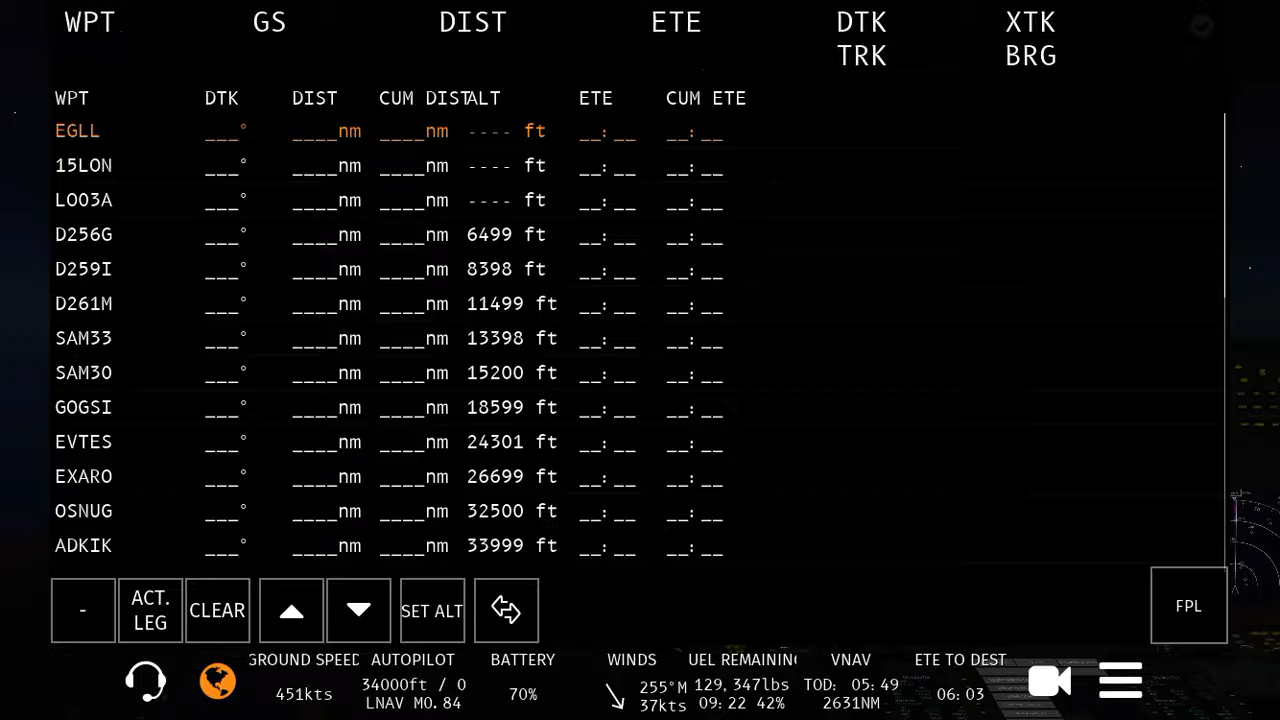 WPT GS DIST ETE DTK XTK
TRK BRG
WPT DTK DIST CUM DISTALT ETE CUM ETE
EGLL ___° ____nm ____nm ---- ft __:__ __:__
15LON ___° ____nm ____nm ---- ft __:__ __:__
LO03A ___° ____nm ____nm ---- ft __:__ __:__
D256G ___° ____nm ____nm 6499 ft __:__ __:__
D259I ___° ____nm ____nm 8398 ft __:__ __:__
D261M ___° ____nm ____nm 11499 ft __:__ __:__
SAM33 ___° ____nm ____nm 13398 ft __:__ __:__
SAM30 ___° ____nm ____nm 15200 ft __:__ __:__
GOGSI ___° ____nm ____nm 18599 ft __:__ __:__
EVTES ___° ____nm ____nm 24301 ft __:__ __:__
EXARO ___° ____nm ____nm 26699 ft __:__ __:__
OSNUG ___° ____nm ____nm 32500 ft __:__ __:__
ADKIK ___° ____nm ____nm 33999 ft __:__ __:__
- ACT. LEG CLEAR SET ALT FPL
GROUND SPEED AUTOPILOT BATTERY WINDS UEL REMAINING VNAV ETE TO DEST
451kts 34000ft / 0 70% 255°M 129,347lbs TOD: 05:49 06:03
LNAV M0.84 37kts 09:22 42% 2631NM